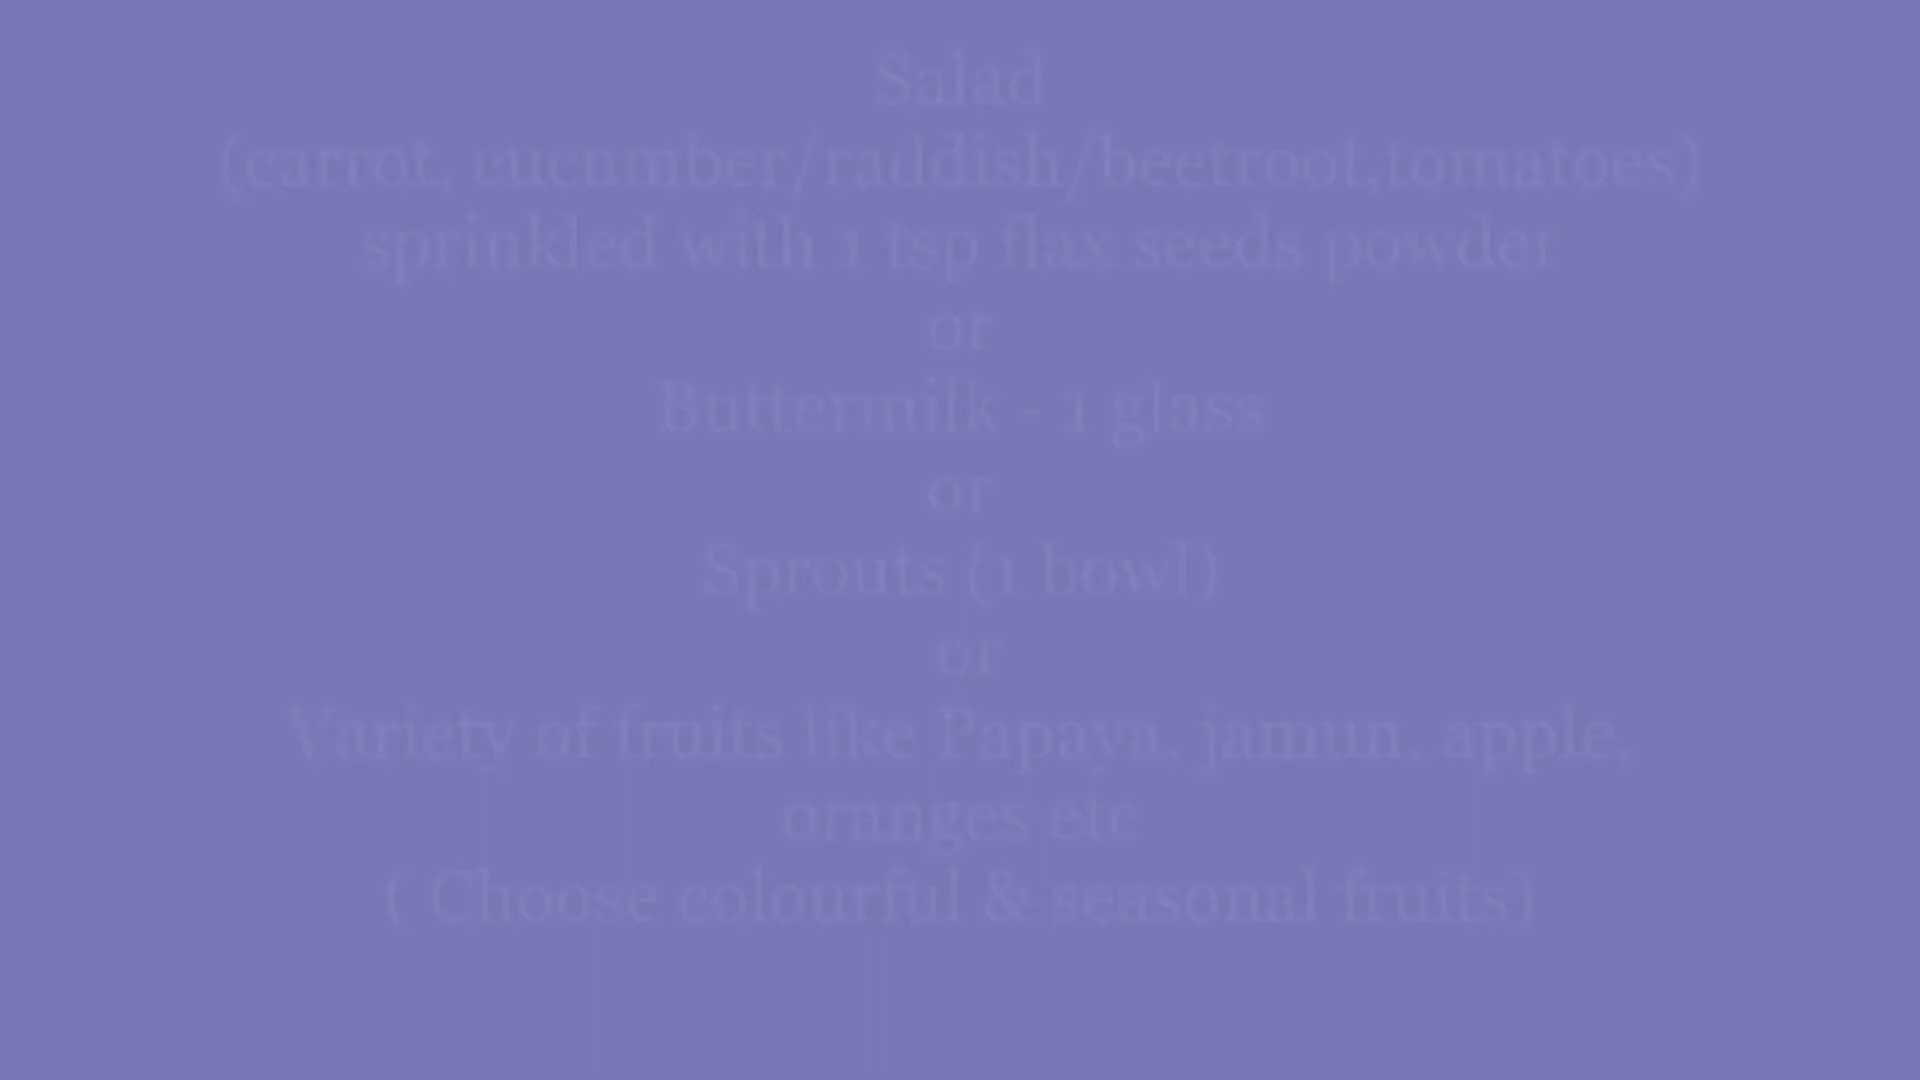 Salad
(carrot, cucumber/raddish/beetroot,tomatoes)
sprinkled with 1 tsp flax seeds powder
or
Buttermilk - 1 glass
or
Sprouts (1 bowl)
or
Variety of fruits like Papaya, jamun, apple,
oranges etc
( Choose colourful & seasonal fruits)